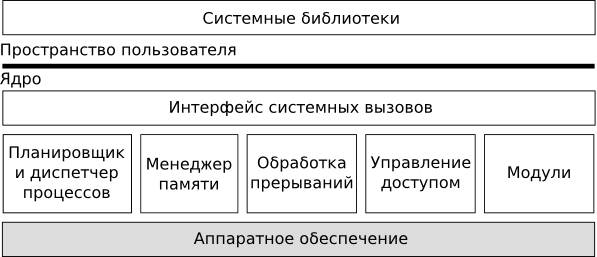 Системные библиотеки
Пространство пользователя
Ядро
Интерфейс системных вызовов
Планировщик
и диспетчер
процессов
Менеджер
памяти
Обработка
прерываний
Управление
доступом
Модули
Аппаратное обеспечение